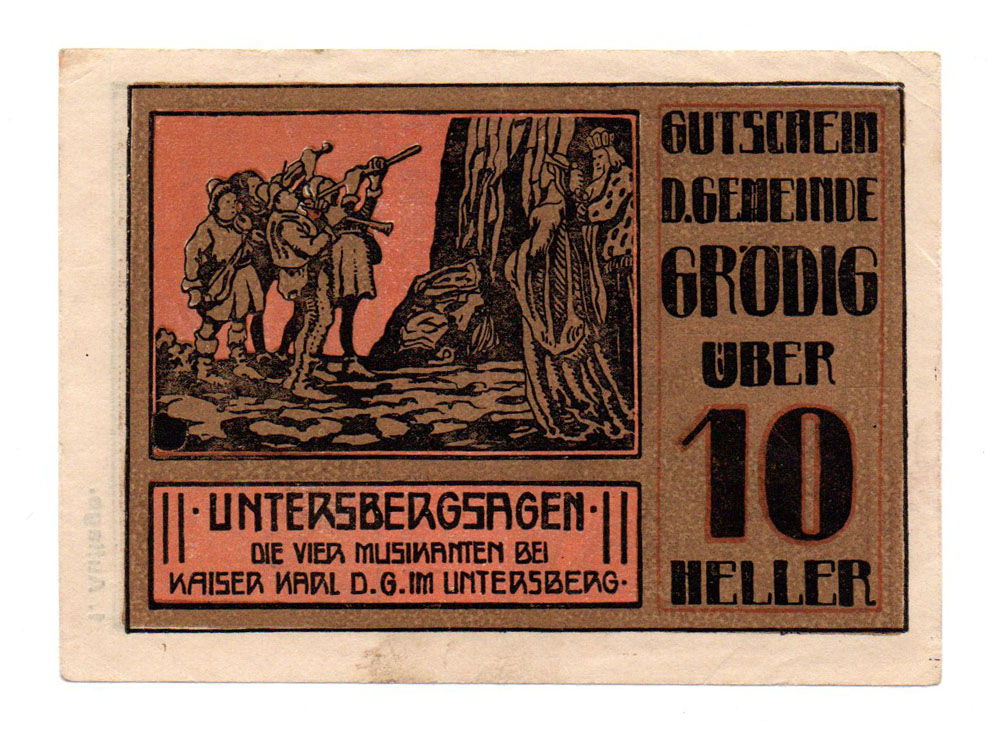 GUTSCHEIN
D. GEMEINDE
GRÖDIG
ÜBER
10
HELLER
· UNTERSBERGSAGEN ·
DIE VIER MUSIKANTEN BEI
KAISER KARL D. G. IM UNTERSBERG ·